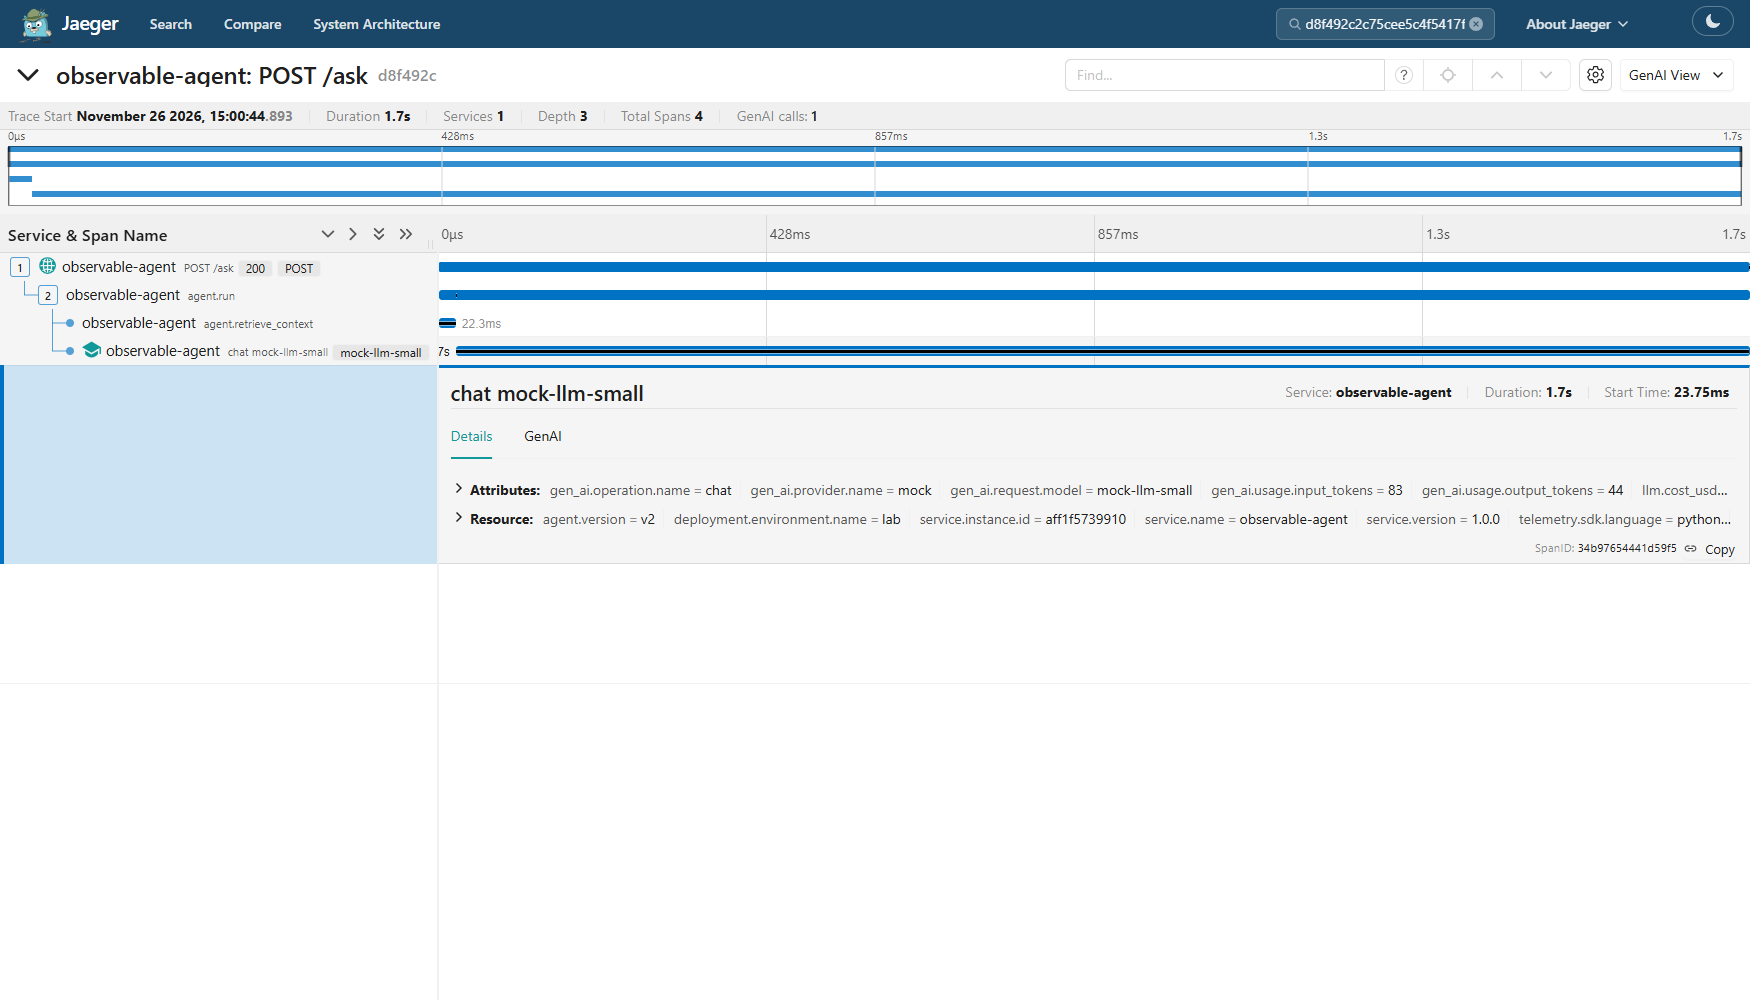 Jaeger Search Compare System Architecture d8f492c2c75cee5c4f5417f About Jaeger
observable-agent: POST /ask d8f492c Find... ? GenAI View
Trace Start November 26 2026, 15:00:44.893 Duration 1.7s Services 1 Depth 3 Total Spans 4 GenAI calls: 1
0μs 428ms 857ms 1.3s 1.7s
Service & Span Name 0μs 428ms 857ms 1.3s 1.7s
1 observable-agent POST /ask 200 POST
2 observable-agent agent.run
observable-agent agent.retrieve_context 22.3ms
observable-agent chat mock-llm-small mock-llm-small 7s
chat mock-llm-small Service: observable-agent Duration: 1.7s Start Time: 23.75ms
Details GenAI
Attributes: gen_ai.operation.name = chat gen_ai.provider.name = mock gen_ai.request.model = mock-llm-small gen_ai.usage.input_tokens = 83 gen_ai.usage.output_tokens = 44 llm.cost_usd...
Resource: agent.version = v2 deployment.environment.name = lab service.instance.id = aff1f5739910 service.name = observable-agent service.version = 1.0.0 telemetry.sdk.language = python...
SpanID: 34b97654441d59f5 Copy